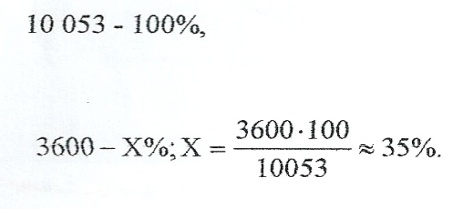 10 053 - 100%,
3600 – X%; X = 3600·100 / 10053 ≈ 35%.